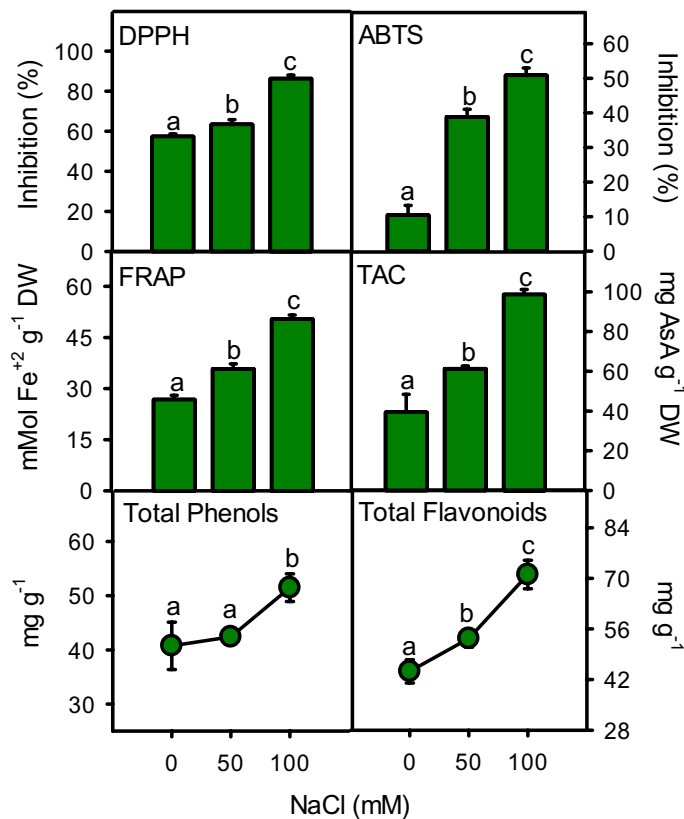 DPPH
ABTS
Inhibition (%)
100
80
60
40
20
0
a
b
c
a
b
c
60
50
40
30
20
10
0
Inhibition (%)
FRAP
TAC
mMol Fe⁺² g⁻¹ DW
60
45
30
15
0
a
b
c
a
b
c
100
80
60
40
20
0
mg AsA g⁻¹ DW
Total Phenols
Total Flavonoids
mg g⁻¹
60
50
40
30
a
a
b
a
b
c
84
70
56
42
28
mg g⁻¹
0 50 100
0 50 100
NaCl (mM)